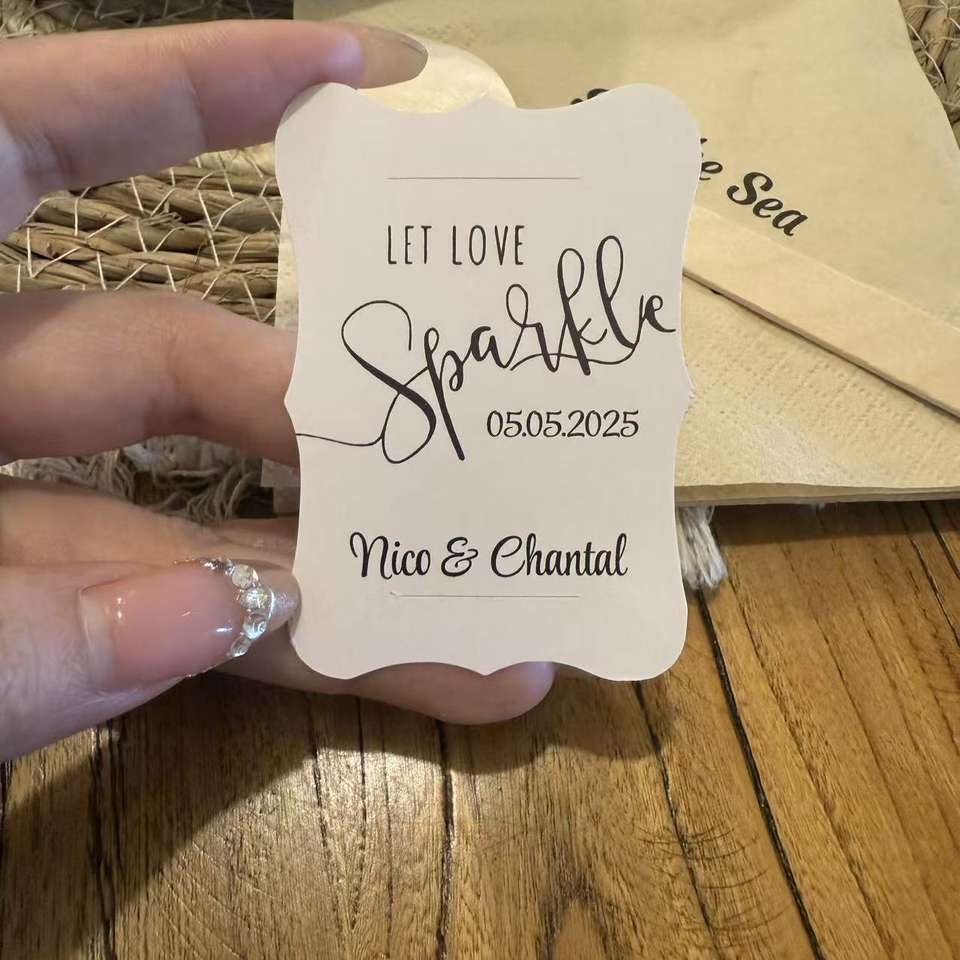 LET LOVE
Sparkle
05.05.2025
Nico & Chantal
Sea